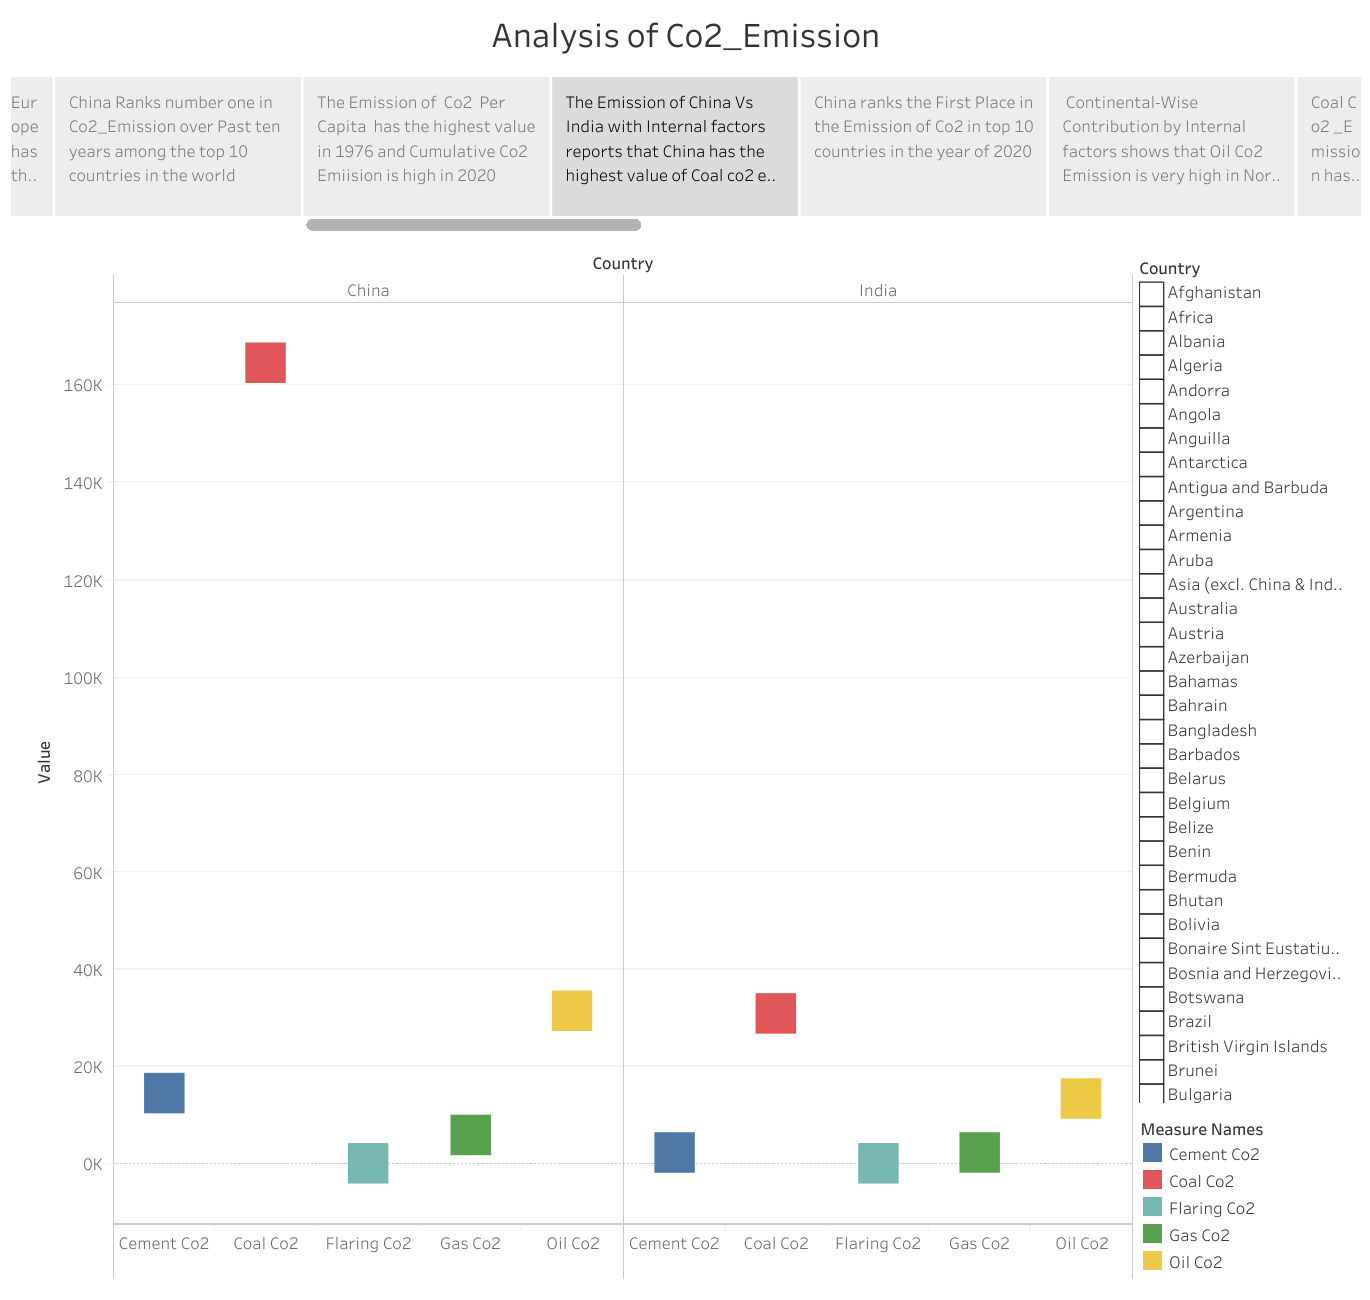 Analysis of Co2_Emission
Eur
ope
has
th..
China Ranks number one in
Co2_Emission over Past ten
years among the top 10
countries in the world
The Emission of  Co2  Per
Capita  has the highest value
in 1976 and Cumulative Co2
Emiision is high in 2020
The Emission of China Vs
India with Internal factors
reports that China has the
highest value of Coal co2 e..
China ranks the First Place in
the Emission of Co2 in top 10
countries in the year of 2020
Continental-Wise
Contribution by Internal
factors shows that Oil Co2
Emission is very high in Nor..
Coal C
o2 _E
missio
n has..
Country
China
India
Value
160K
140K
120K
100K
80K
60K
40K
20K
0K
Cement Co2
Coal Co2
Flaring Co2
Gas Co2
Oil Co2
Cement Co2
Coal Co2
Flaring Co2
Gas Co2
Oil Co2
Country
Afghanistan
Africa
Albania
Algeria
Andorra
Angola
Anguilla
Antarctica
Antigua and Barbuda
Argentina
Armenia
Aruba
Asia (excl. China & Ind..
Australia
Austria
Azerbaijan
Bahamas
Bahrain
Bangladesh
Barbados
Belarus
Belgium
Belize
Benin
Bermuda
Bhutan
Bolivia
Bonaire Sint Eustatiu..
Bosnia and Herzegovi..
Botswana
Brazil
British Virgin Islands
Brunei
Bulgaria
Measure Names
Cement Co2
Coal Co2
Flaring Co2
Gas Co2
Oil Co2